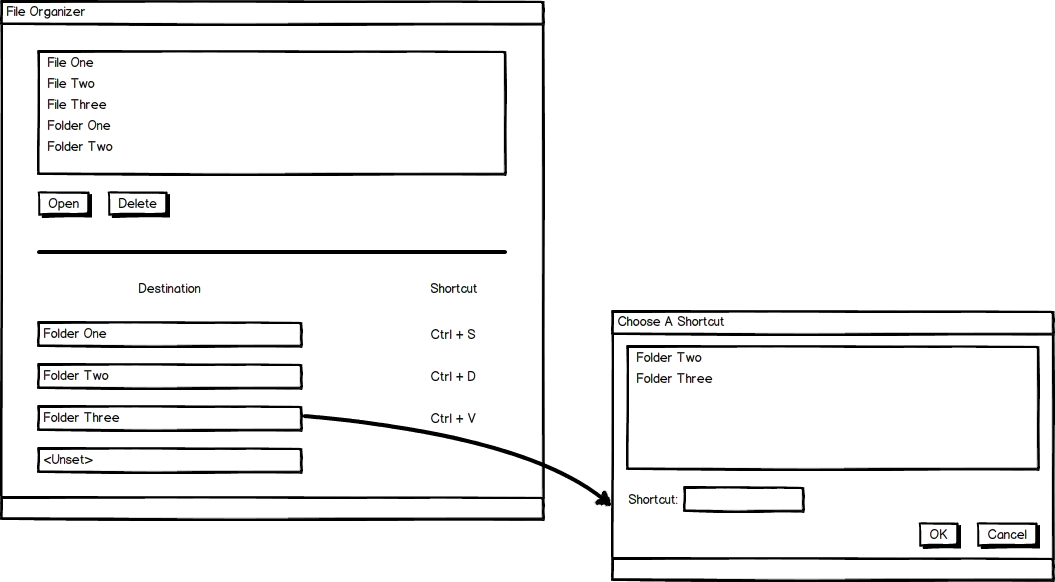 File Organizer
File One
File Two
File Three
Folder One
Folder Two
Open Delete
Destination Shortcut
Folder One Ctrl + S
Folder Two Ctrl + D
Folder Three Ctrl + V
<Unset>
Choose A Shortcut
Folder Two
Folder Three
Shortcut:
OK Cancel